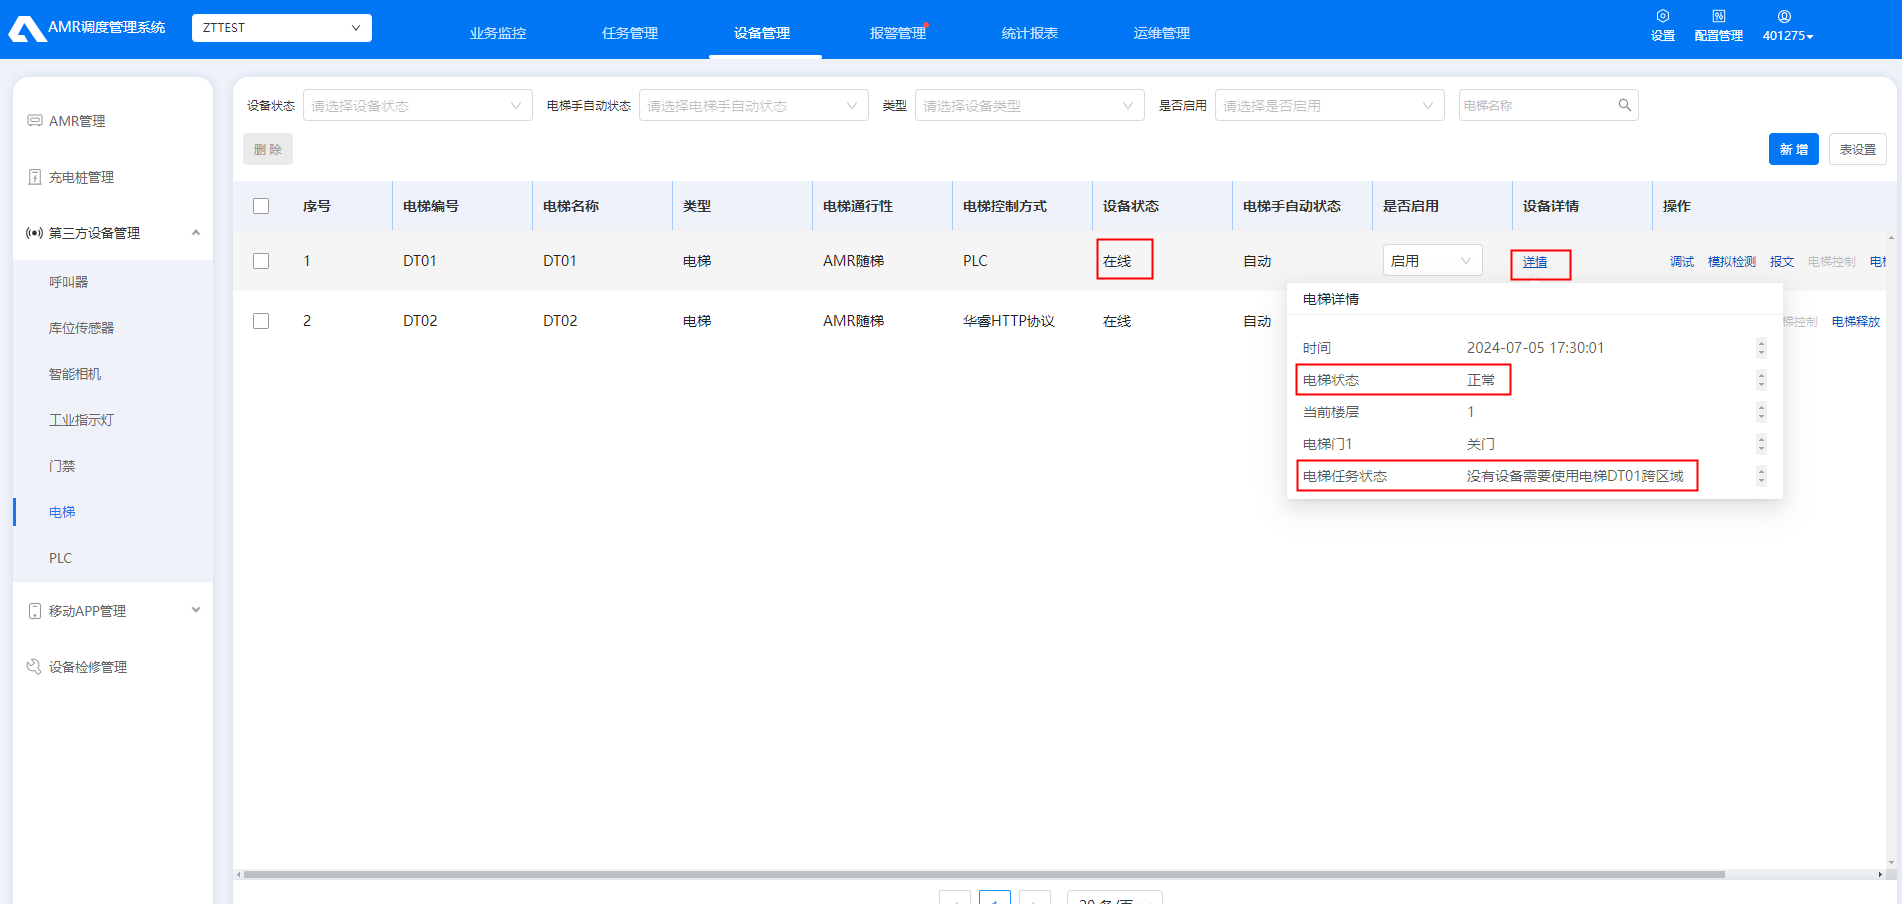 AMR调度管理系统
ZTTEST
业务监控
任务管理
设备管理
报警管理
统计报表
运维管理
设置
配置管理
401275
AMR管理
充电桩管理
第三方设备管理
呼叫器
库位传感器
智能相机
工业指示灯
门禁
电梯
PLC
移动APP管理
设备检修管理
设备状态 请选择设备状态 电梯手自动状态 请选择电梯手自动状态 类型 请选择设备类型 是否启用 请选择是否启用 电梯名称
删 除 新 增 表设置
序号 电梯编号 电梯名称 类型 电梯通行性 电梯控制方式 设备状态 电梯手自动状态 是否启用 设备详情 操作
1 DT01 DT01 电梯 AMR随梯 PLC 在线 自动 启用 详情 调试 模拟检测 报文 电梯控制 电梯
2 DT02 DT02 电梯 AMR随梯 华睿HTTP协议 在线 自动 梯控制 电梯释放
电梯详情
时间 2024-07-05 17:30:01
电梯状态 正常
当前楼层 1
电梯门1 关门
电梯任务状态 没有设备需要使用电梯DT01跨区域
1 20 条/页